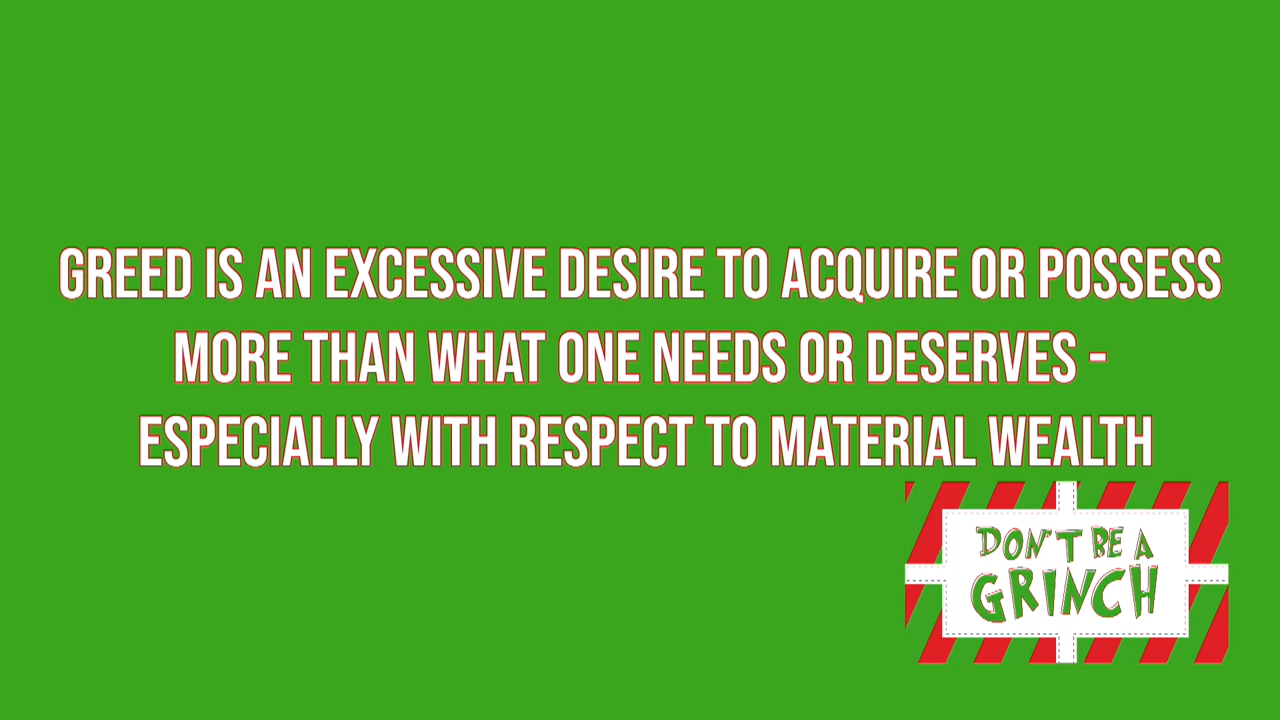 GREED IS AN EXCESSIVE DESIRE TO ACQUIRE OR POSSESS
MORE THAN WHAT ONE NEEDS OR DESERVES -
ESPECIALLY WITH RESPECT TO MATERIAL WEALTH
DON'T BE A
GRINCH